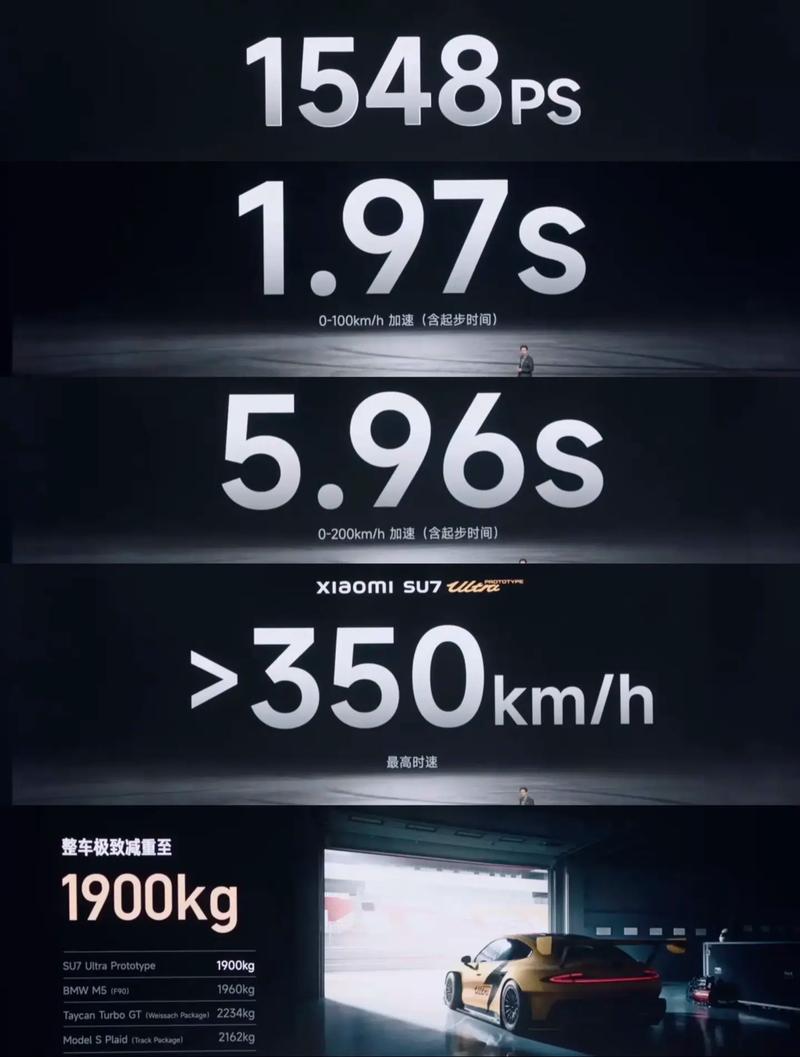 1548PS
1.97s
0-100km/h 加速（含起步时间）
5.96s
0-200km/h 加速（含起步时间）
xiaomi SU7 Ultra PROTOTYPE
>350km/h
最高时速
整车极致减重至
1900kg
SU7 Ultra Prototype 1900kg
BMW M5 (F90) 1960kg
Taycan Turbo GT (Weissach Package) 2234kg
Model S Plaid (Track Package) 2162kg